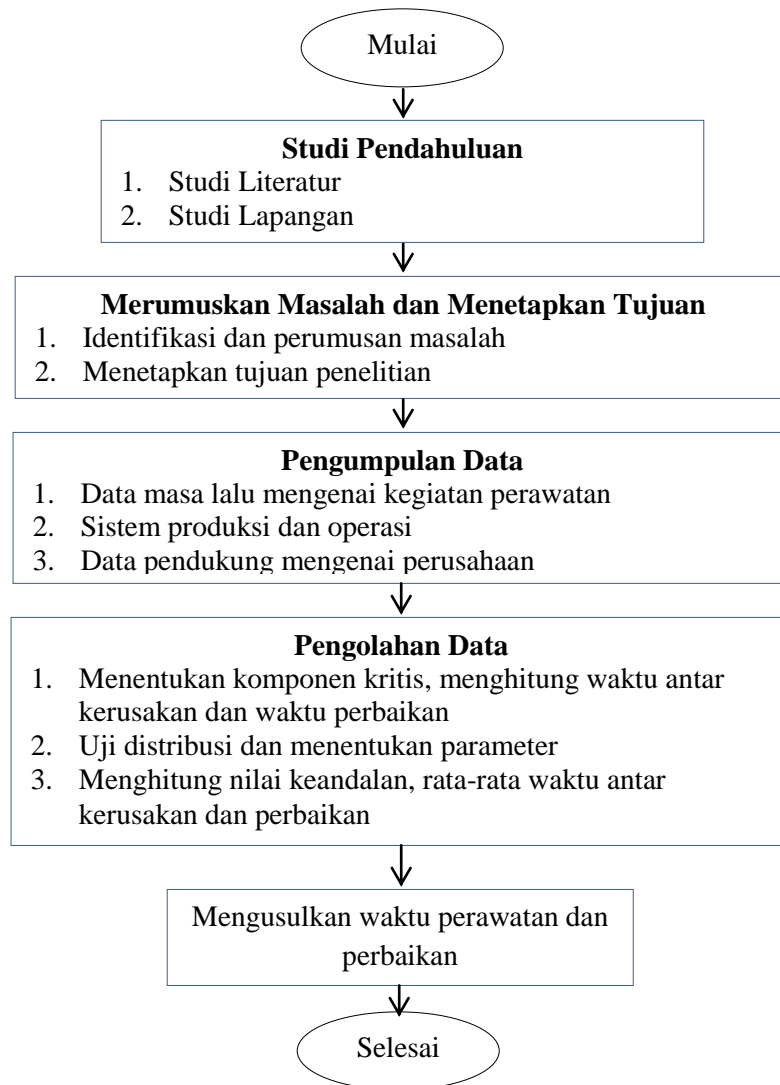 Mulai
Studi Pendahuluan
1. Studi Literatur
2. Studi Lapangan
Merumuskan Masalah dan Menetapkan Tujuan
1. Identifikasi dan perumusan masalah
2. Menetapkan tujuan penelitian
Pengumpulan Data
1. Data masa lalu mengenai kegiatan perawatan
2. Sistem produksi dan operasi
3. Data pendukung mengenai perusahaan
Pengolahan Data
1. Menentukan komponen kritis, menghitung waktu antar
kerusakan dan waktu perbaikan
2. Uji distribusi dan menentukan parameter
3. Menghitung nilai keandalan, rata-rata waktu antar
kerusakan dan perbaikan
Mengusulkan waktu perawatan dan
perbaikan
Selesai